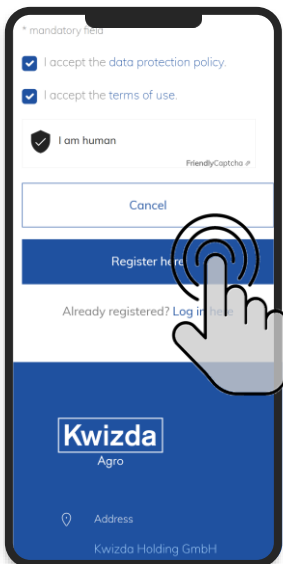 * mandatory field
I accept the data protection policy.
I accept the terms of use.
I am human
FriendlyCaptcha
Cancel
Register here
Already registered? Log in here
Kwizda
Agro
Address
Kwizda Holding GmbH